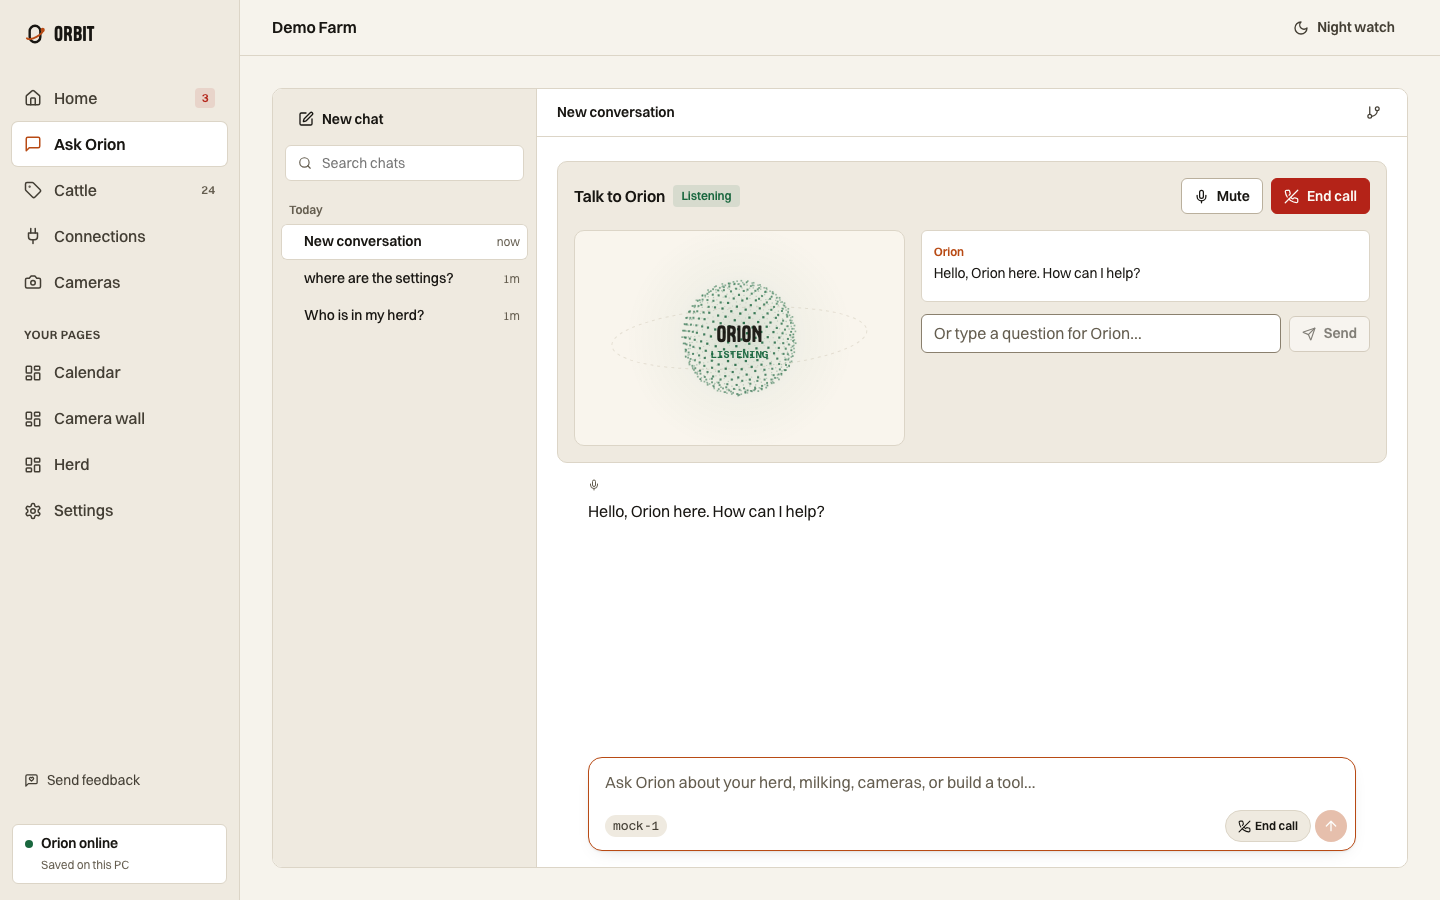 ORBIT
Home
3
Ask Orion
Cattle
24
Connections
Cameras
YOUR PAGES
Calendar
Camera wall
Herd
Settings
Send feedback
Orion online
Saved on this PC
Demo Farm
Night watch
New chat
Search chats
Today
New conversation
now
where are the settings?
1m
Who is in my herd?
1m
New conversation
Talk to Orion
Listening
Mute
End call
ORION
LISTENING
Orion
Hello, Orion here. How can I help?
Or type a question for Orion...
Send
Hello, Orion here. How can I help?
Ask Orion about your herd, milking, cameras, or build a tool...
mock-1
End call